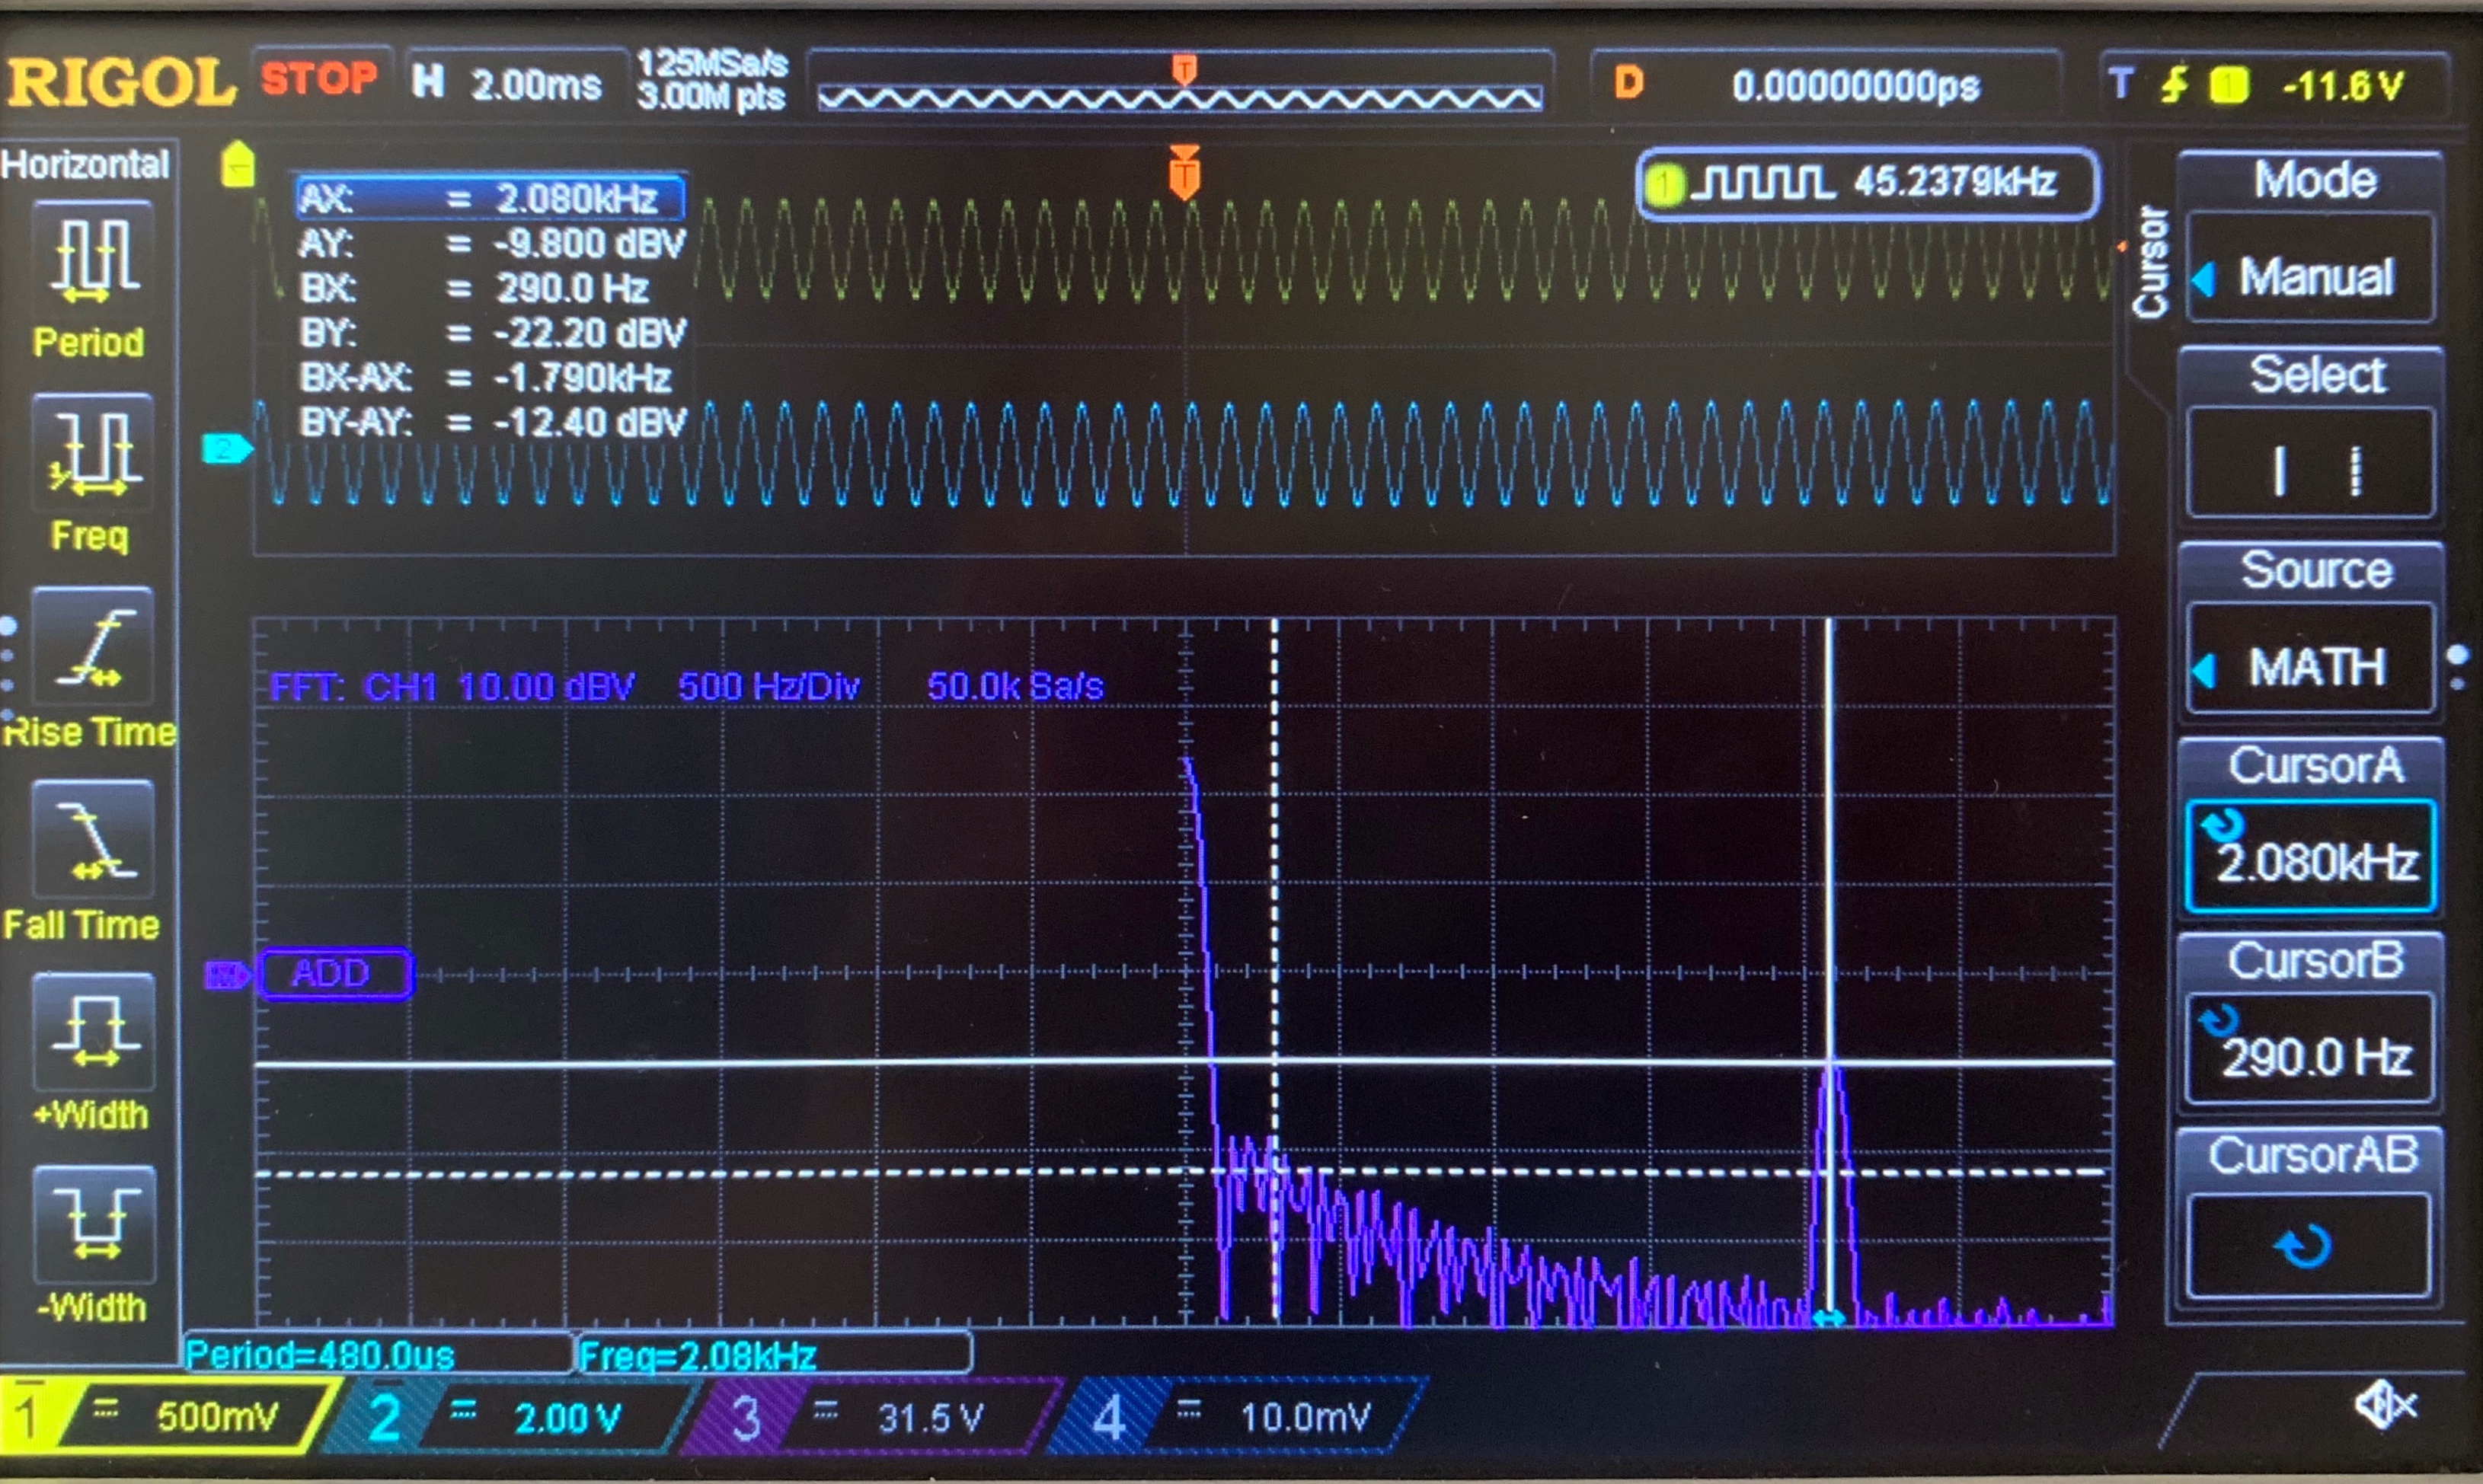 RIGOL STOP H 2.00ms 125MSa/s 3.00M pts T D 0.00000000ps T 1 -11.6 V
Horizontal
Period
Freq
Rise Time
Fall Time
+Width
-Width
T
AX: = 2.080kHz
AY: = -9.800 dBV
BX: = 290.0 Hz
BY: = -22.20 dBV
BX-AX: = -1.790kHz
BY-AY: = -12.40 dBV
1 45.2379kHz
2
FFT: CH1 10.00 dBV 500 Hz/Div 50.0k Sa/s
M ADD
Cursor
Mode
Manual
Select
Source
MATH
CursorA
2.080kHz
CursorB
290.0 Hz
CursorAB
Period=480.0us Freq=2.08kHz
1 500mV 2 2.00 V 3 31.5 V 4 10.0mV